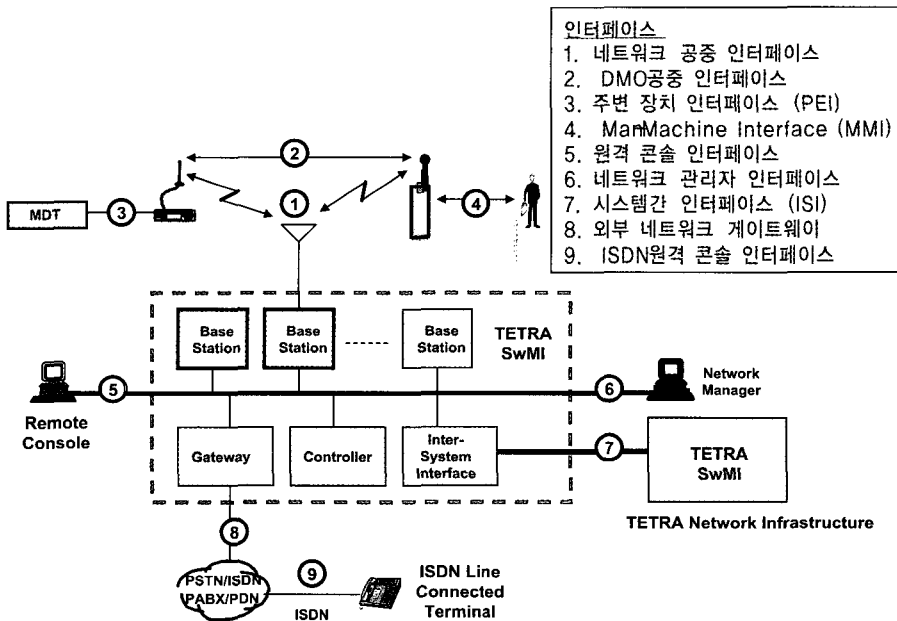 인터페이스
1. 네트워크 공중 인터페이스
2. DMO공중 인터페이스
3. 주변 장치 인터페이스 (PEI)
4. ManMachine Interface (MMI)
5. 원격 콘솔 인터페이스
6. 네트워크 관리자 인터페이스
7. 시스템간 인터페이스 (ISI)
8. 외부 네트워크 게이트웨이
9. ISDN원격 콘솔 인터페이스
2
1
MDT
3
4
Base
Station
Base
Station
Base
Station
TETRA
SwMI
5
Remote
Console
6
Network
Manager
Gateway
Controller
Inter-
System
Interface
7
TETRA
SwMI
TETRA Network Infrastructure
8
PSTN/ISDN
PABX/PDN
9
ISDN
ISDN Line
Connected
Terminal